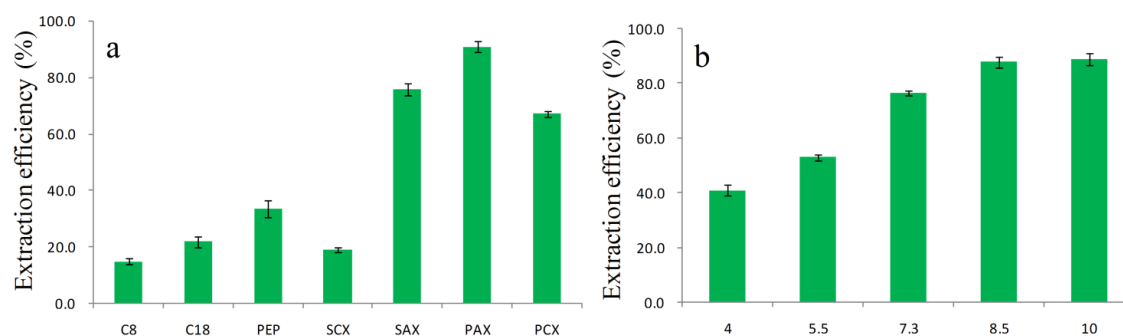 a
Extraction efficiency (%)
100.0
80.0
60.0
40.0
20.0
0.0
C8 C18 PEP SCX SAX PAX PCX
b
Extraction efficiency (%)
100.0
80.0
60.0
40.0
20.0
0.0
4 5.5 7.3 8.5 10